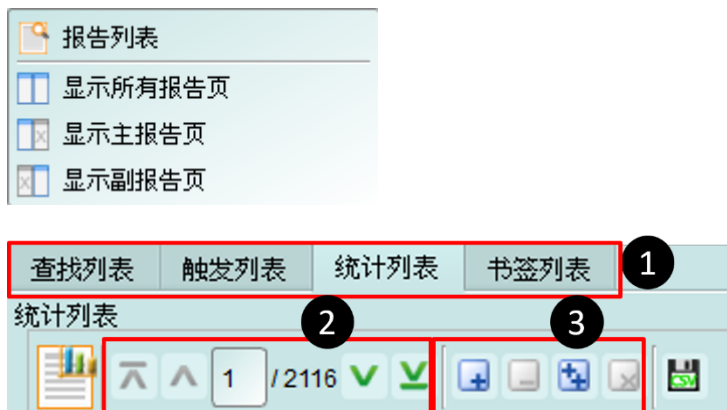 报告列表
显示所有报告页
显示主报告页
显示副报告页
查找列表 触发列表 统计列表 书签列表 1
统计列表 2 3
1 / 2116 CSV